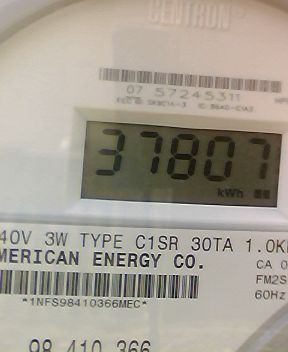 CENTRON
07 57245311
37807
kWh
40V 3W TYPE C1SR 30TA 1.0K
MERICAN ENERGY CO.
CA 0
FM2S
*1NFS98410366MEC*
60Hz
98 410 366